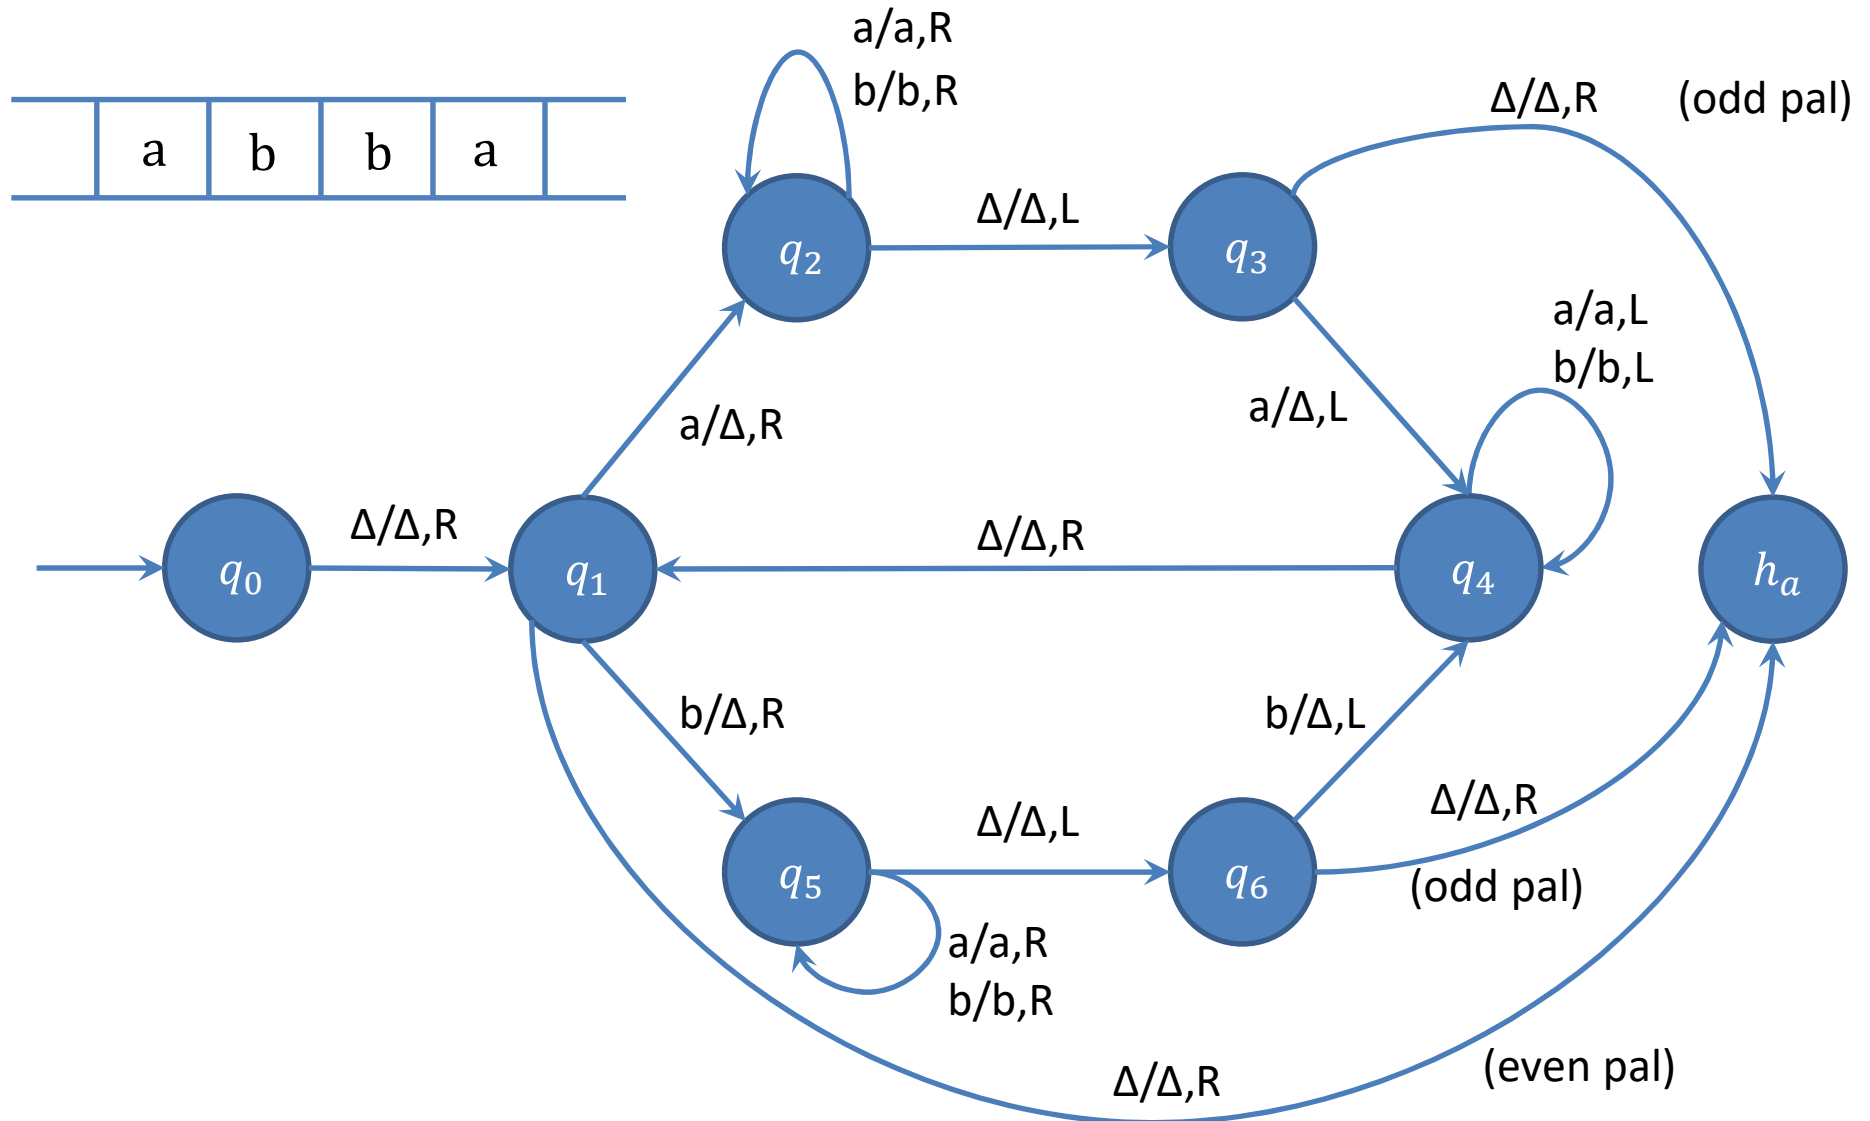 a/a,R
b/b,R
Δ/Δ,R (odd pal)
a b b a
Δ/Δ,L
q₂
q₃
a/a,L
b/b,L
a/Δ,R
a/Δ,L
Δ/Δ,R
Δ/Δ,R
q₀
q₁
q₄
hₐ
b/Δ,R
b/Δ,L
Δ/Δ,L
Δ/Δ,R
q₅
q₆
(odd pal)
a/a,R
b/b,R
(even pal)
Δ/Δ,R